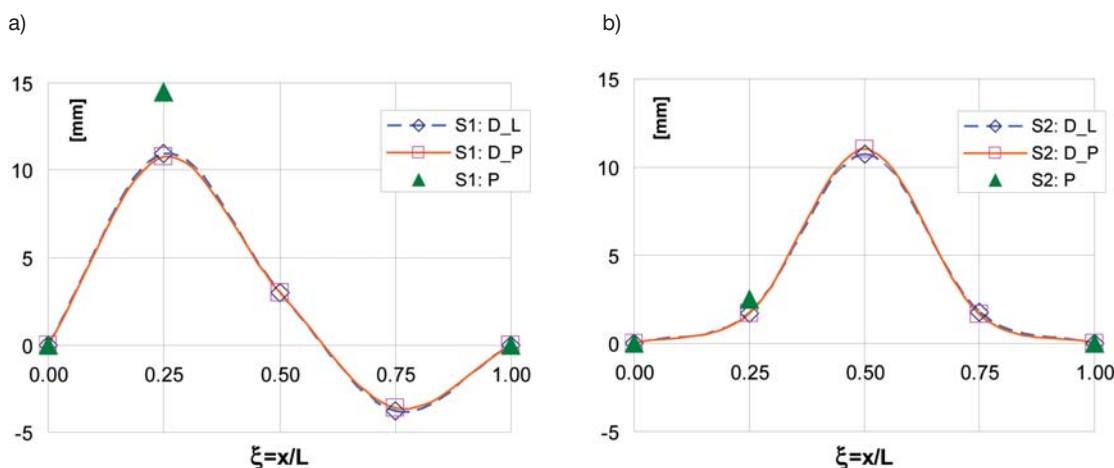 a)
15
10
5
0
-5
[mm]
S1: D_L
S1: D_P
S1: P
0.00 0.25 0.50 0.75 1.00
ξ=x/L
b)
15
10
5
0
-5
[mm]
S2: D_L
S2: D_P
S2: P
0.00 0.25 0.50 0.75 1.00
ξ=x/L